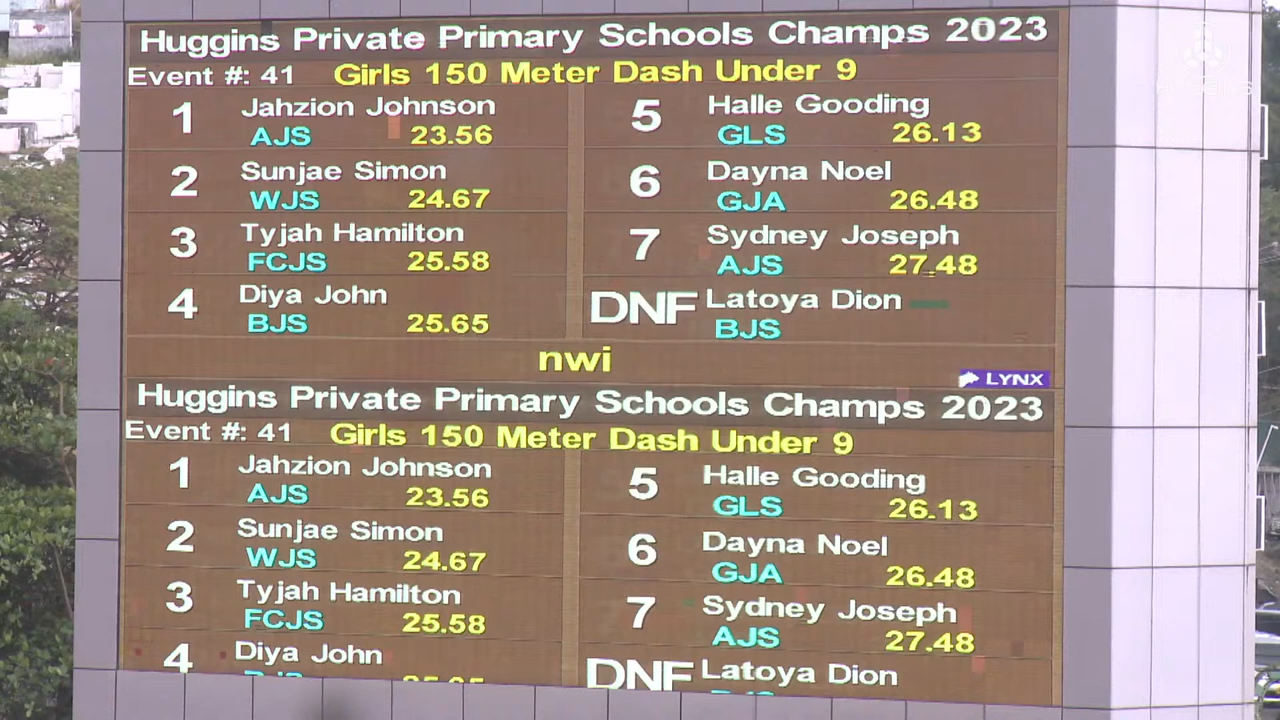 Huggins Private Primary Schools Champs 2023
Event #: 41 Girls 150 Meter Dash Under 9
1 Jahzion Johnson
AJS 23.56
2 Sunjae Simon
WJS 24.67
3 Tyjah Hamilton
FCJS 25.58
4 Diya John
BJS 25.65
5 Halle Gooding
GLS 26.13
6 Dayna Noel
GJA 26.48
7 Sydney Joseph
AJS 27.48
DNF Latoya Dion
BJS
nwi
LYNX
Huggins Private Primary Schools Champs 2023
Event #: 41 Girls 150 Meter Dash Under 9
1 Jahzion Johnson
AJS 23.56
2 Sunjae Simon
WJS 24.67
3 Tyjah Hamilton
FCJS 25.58
4 Diya John
5 Halle Gooding
GLS 26.13
6 Dayna Noel
GJA 26.48
7 Sydney Joseph
AJS 27.48
DNF Latoya Dion